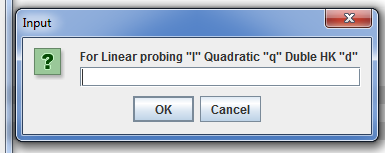 Input
For Linear probing "l" Quadratic "q" Duble HK "d"
OK Cancel